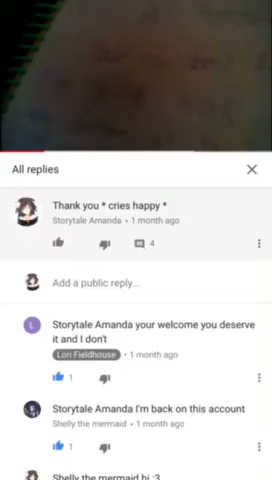 All replies
Thank you * cries happy *
Storytale Amanda • 1 month ago
4
Add a public reply...
L
Storytale Amanda your welcome you deserve
it and I don't
Lori Fieldhouse • 1 month ago
1
Storytale Amanda I'm back on this account
Shelly the mermaid • 1 month ago
1
Shelly the mermaid hi :3